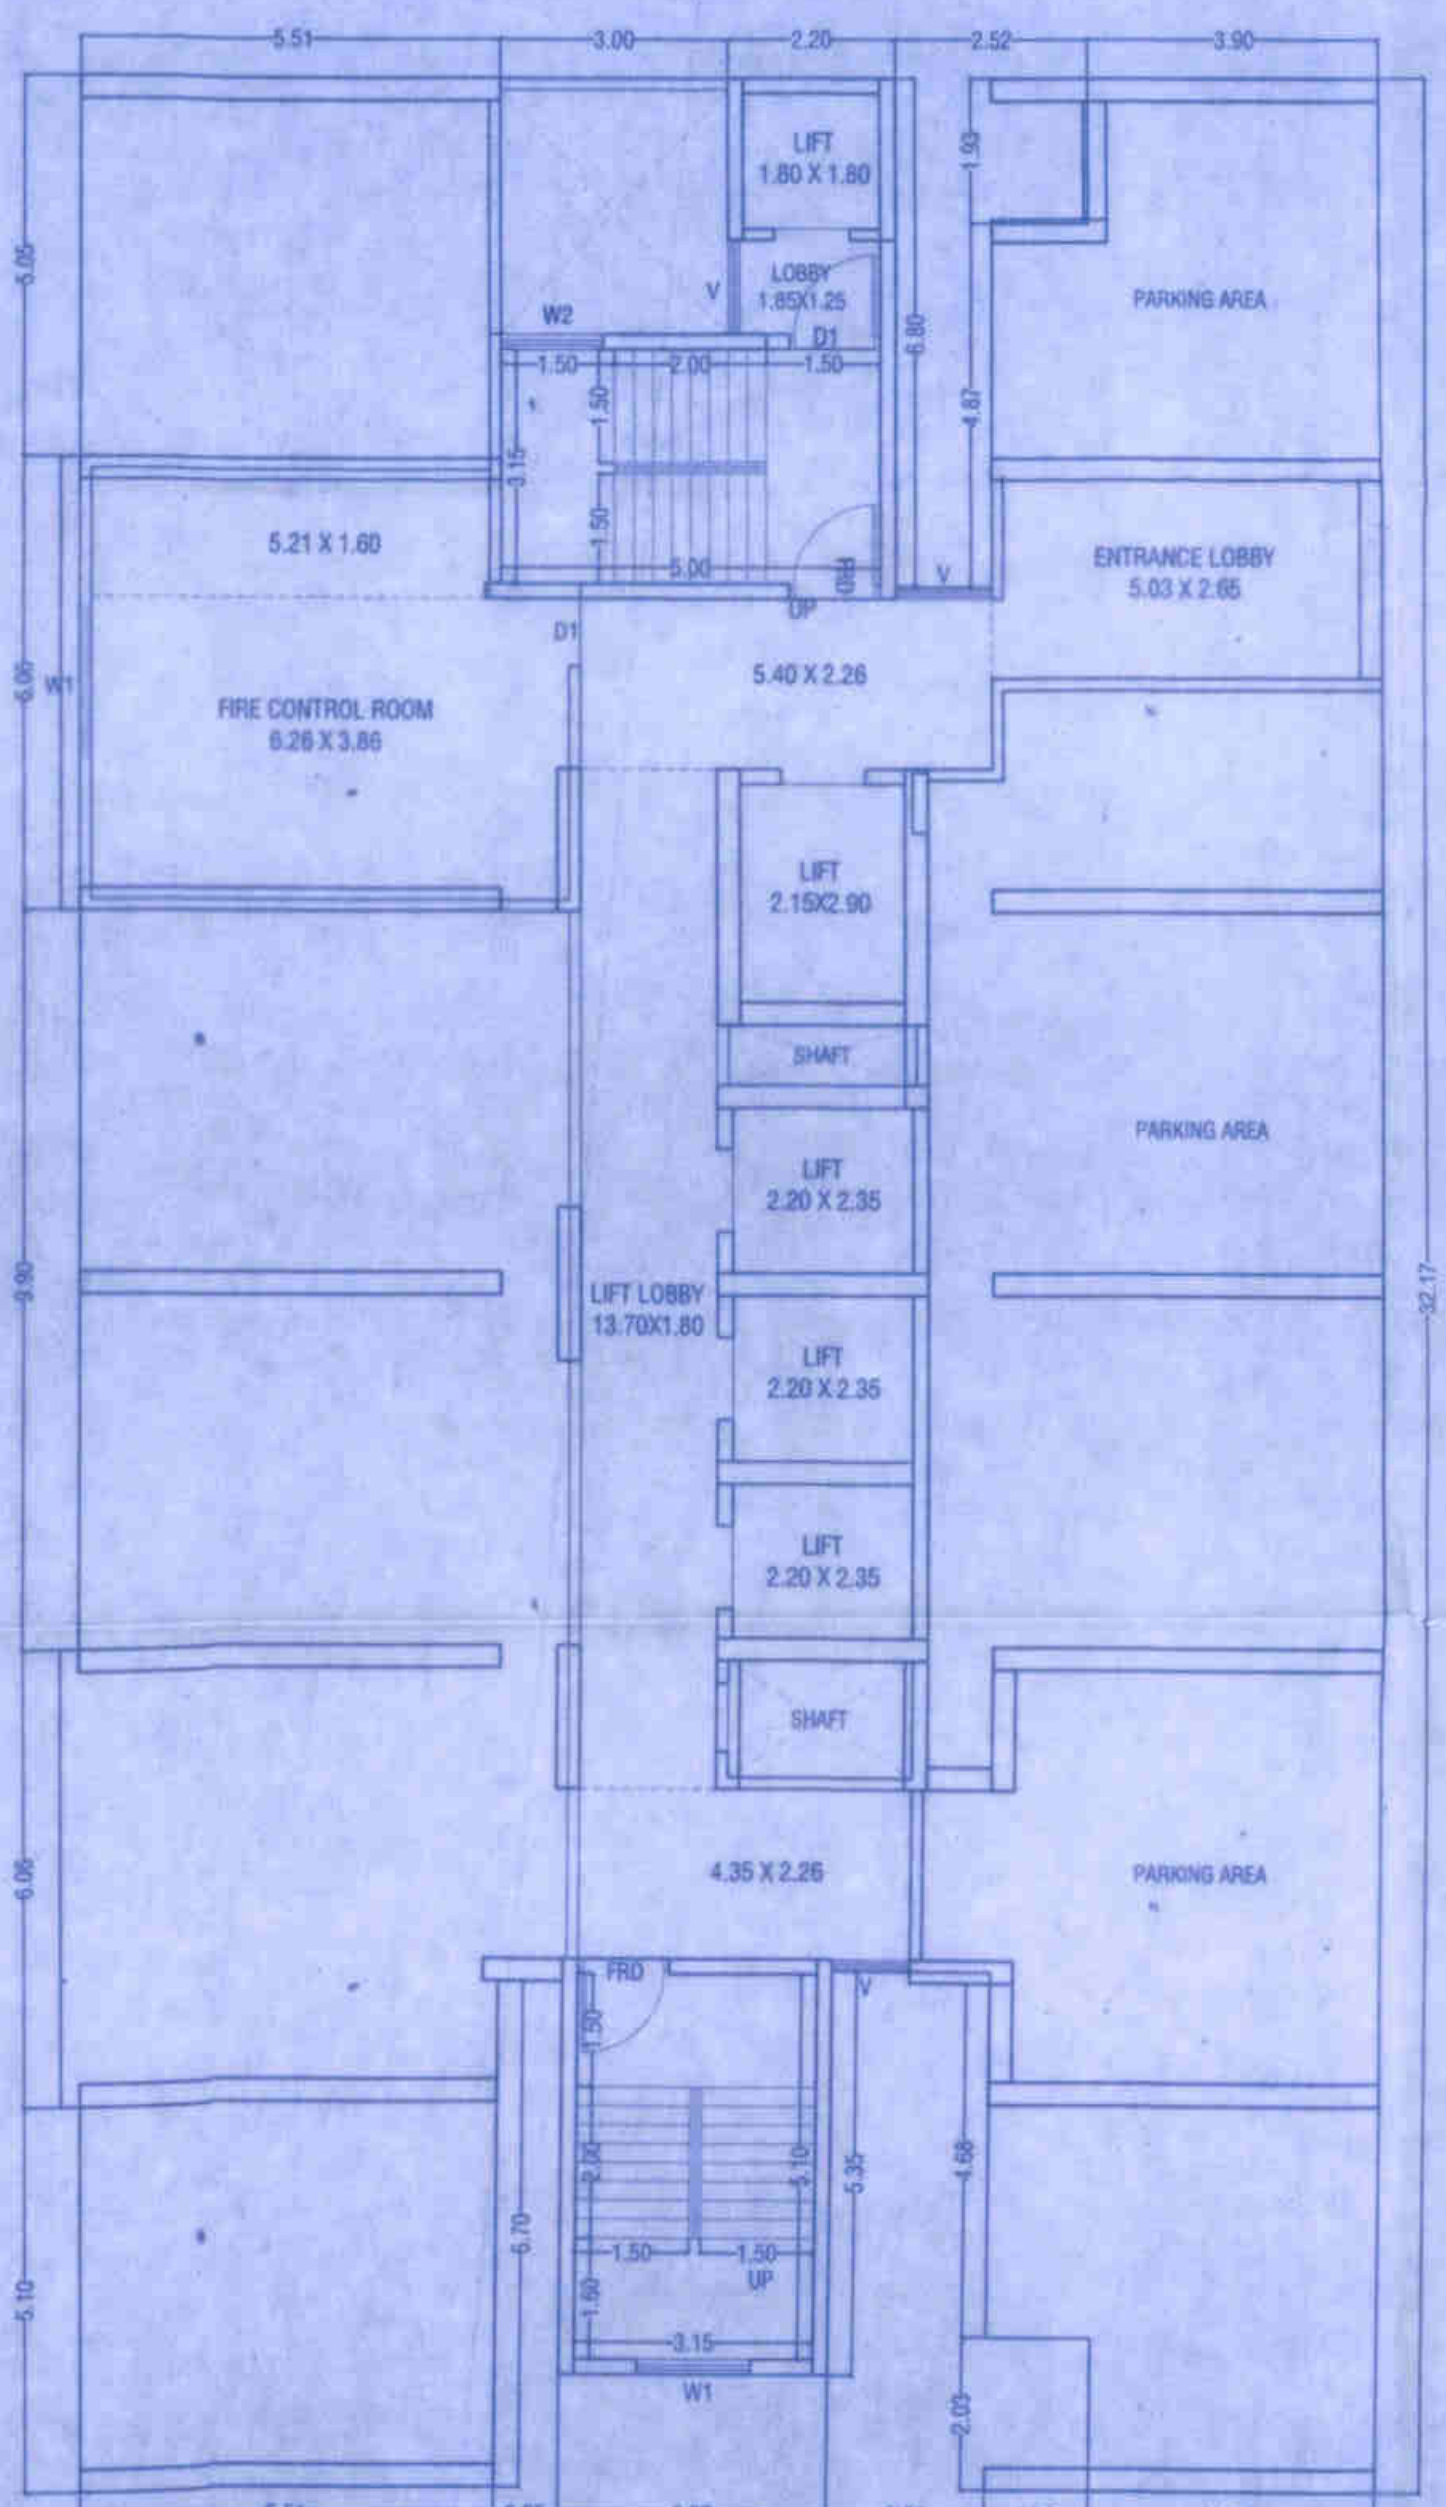 5.51 3.00 2.20 2.52 3.90
LIFT
1.80 X 1.80
1.93
5.05
LOBBY
1.85X1.25
V
W2
D1
PARKING AREA
6.80
1.50 2.00 1.50
1.50
4.87
3.15
1.50
5.21 X 1.60
5.00
FRD
UP
V
ENTRANCE LOBBY
5.03 X 2.65
D1
5.40 X 2.26
6.06
W1
FIRE CONTROL ROOM
6.26 X 3.86
LIFT
2.15X2.90
SHAFT
PARKING AREA
LIFT
2.20 X 2.35
9.90
LIFT LOBBY
13.70X1.80
32.17
LIFT
2.20 X 2.35
LIFT
2.20 X 2.35
SHAFT
6.06
4.35 X 2.26
PARKING AREA
FRD
V
1.50
2.00
5.10
5.35
4.68
6.70
1.50 1.50
UP
1.60
5.10
3.15
W1
2.03